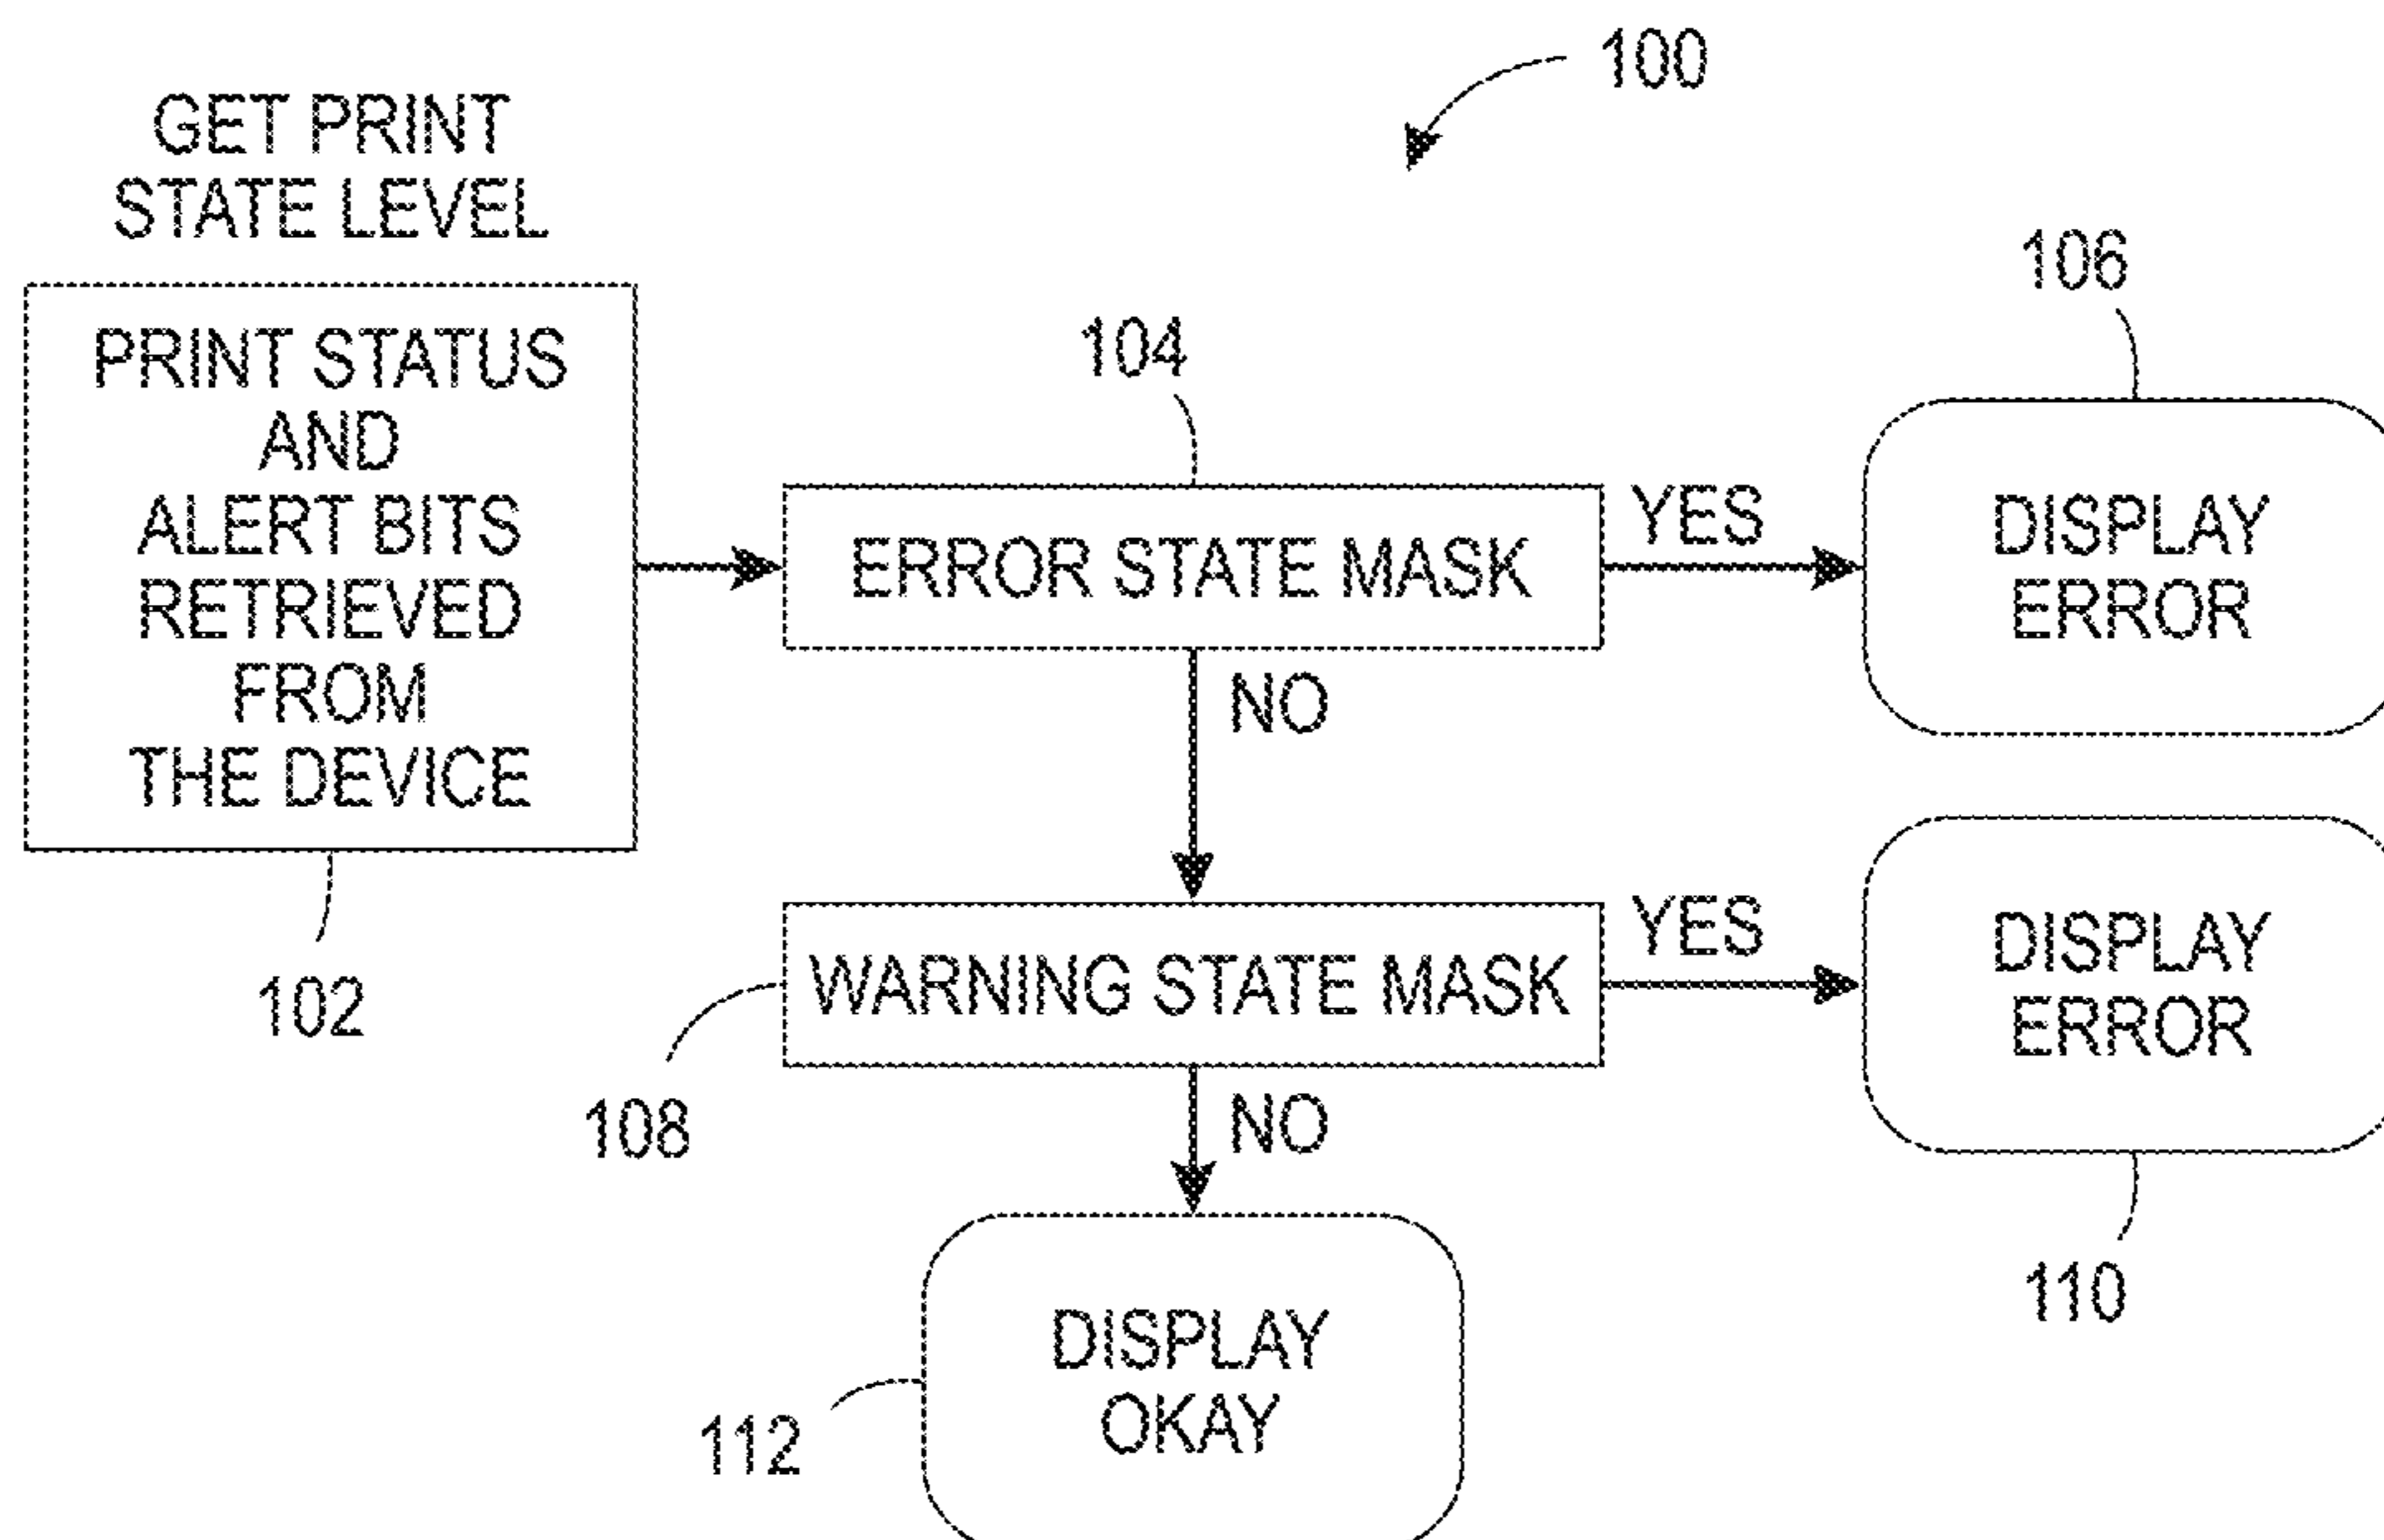 100
GET PRINT
STATE LEVEL
PRINT STATUS
AND
ALERT BITS
RETRIEVED
FROM
THE DEVICE
102
104
ERROR STATE MASK
YES
106
DISPLAY
ERROR
NO
108
WARNING STATE MASK
YES
DISPLAY
ERROR
110
NO
112
DISPLAY
OKAY